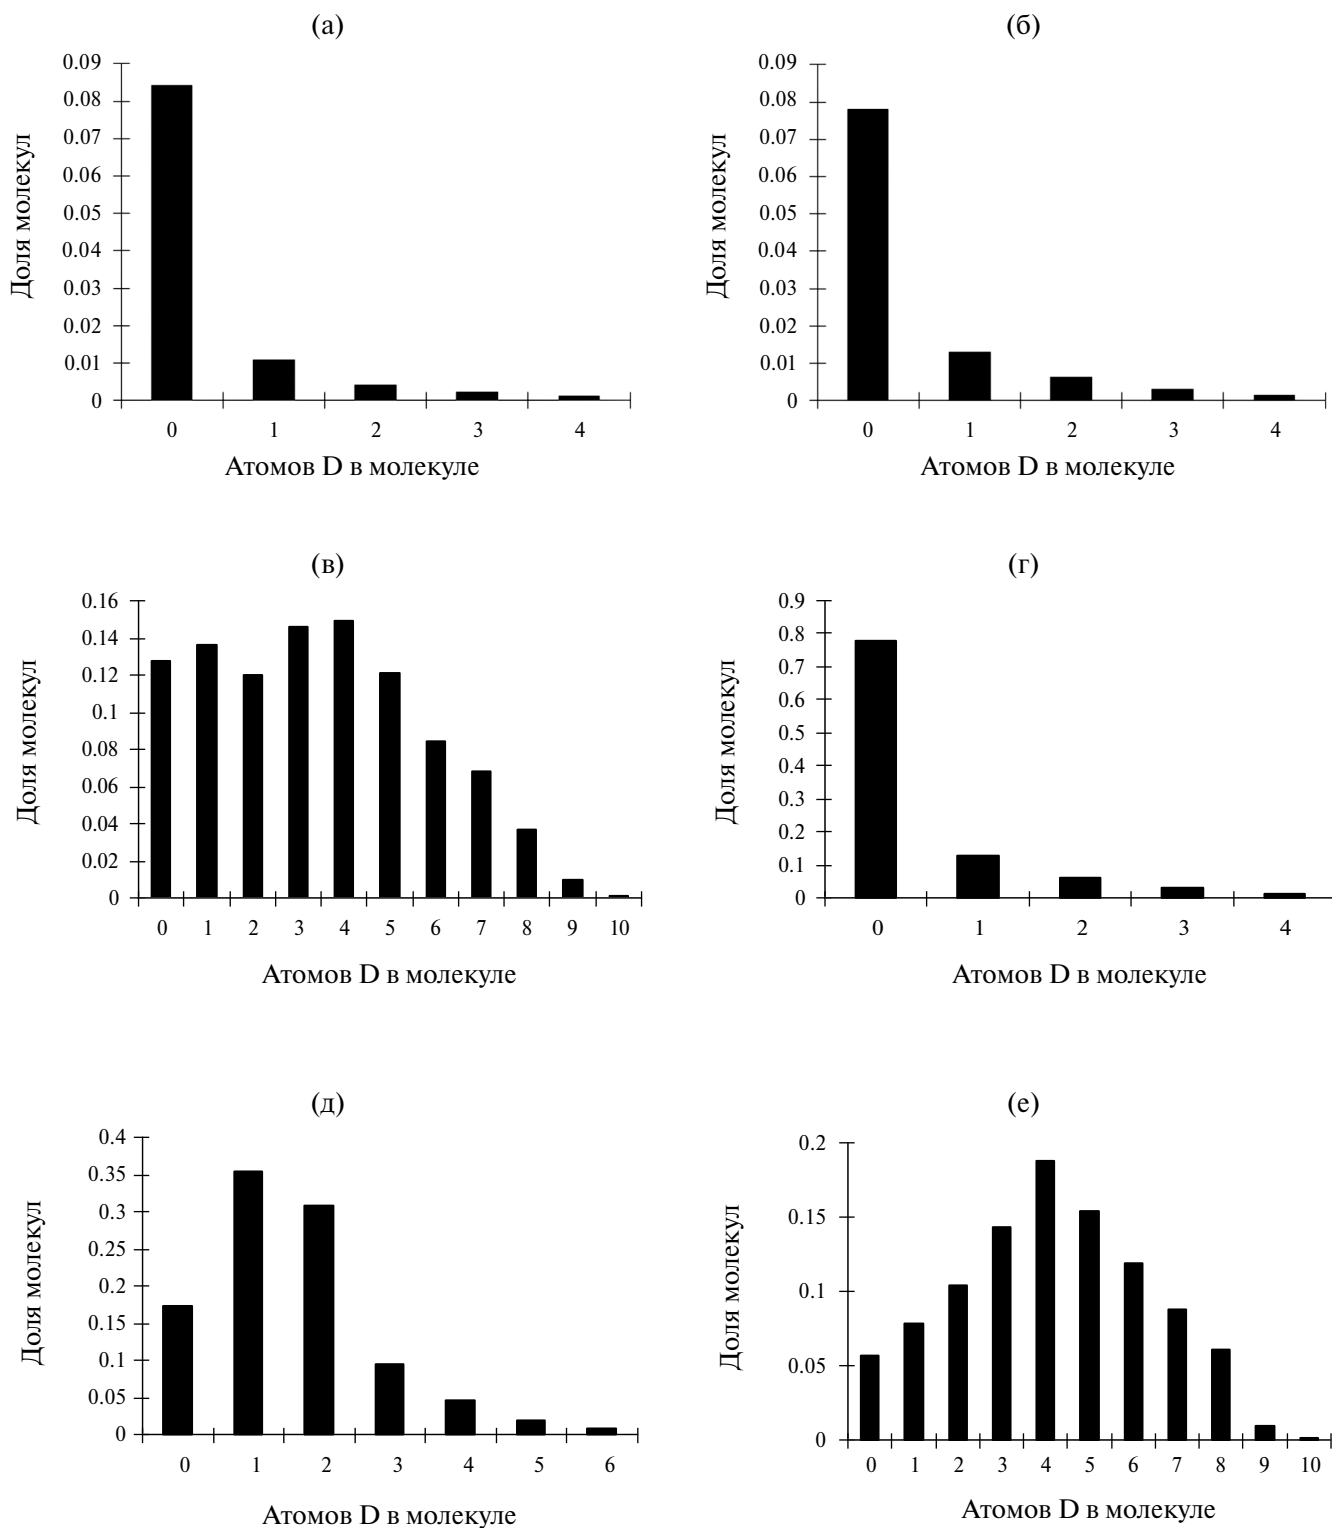 (а)
0.09
0.08
0.07
0.06
0.05
0.04
0.03
0.02
0.01
0
Доля молекул
0 1 2 3 4
Атомов D в молекуле
(б)
0.09
0.08
0.07
0.06
0.05
0.04
0.03
0.02
0.01
0
Доля молекул
0 1 2 3 4
Атомов D в молекуле
(в)
0.16
0.14
0.12
0.1
0.08
0.06
0.04
0.02
0
Доля молекул
0 1 2 3 4 5 6 7 8 9 10
Атомов D в молекуле
(г)
0.9
0.8
0.7
0.6
0.5
0.4
0.3
0.2
0.1
0
Доля молекул
0 1 2 3 4
Атомов D в молекуле
(д)
0.4
0.35
0.3
0.25
0.2
0.15
0.1
0.05
0
Доля молекул
0 1 2 3 4 5 6
Атомов D в молекуле
(е)
0.2
0.15
0.1
0.05
0
Доля молекул
0 1 2 3 4 5 6 7 8 9 10
Атомов D в молекуле